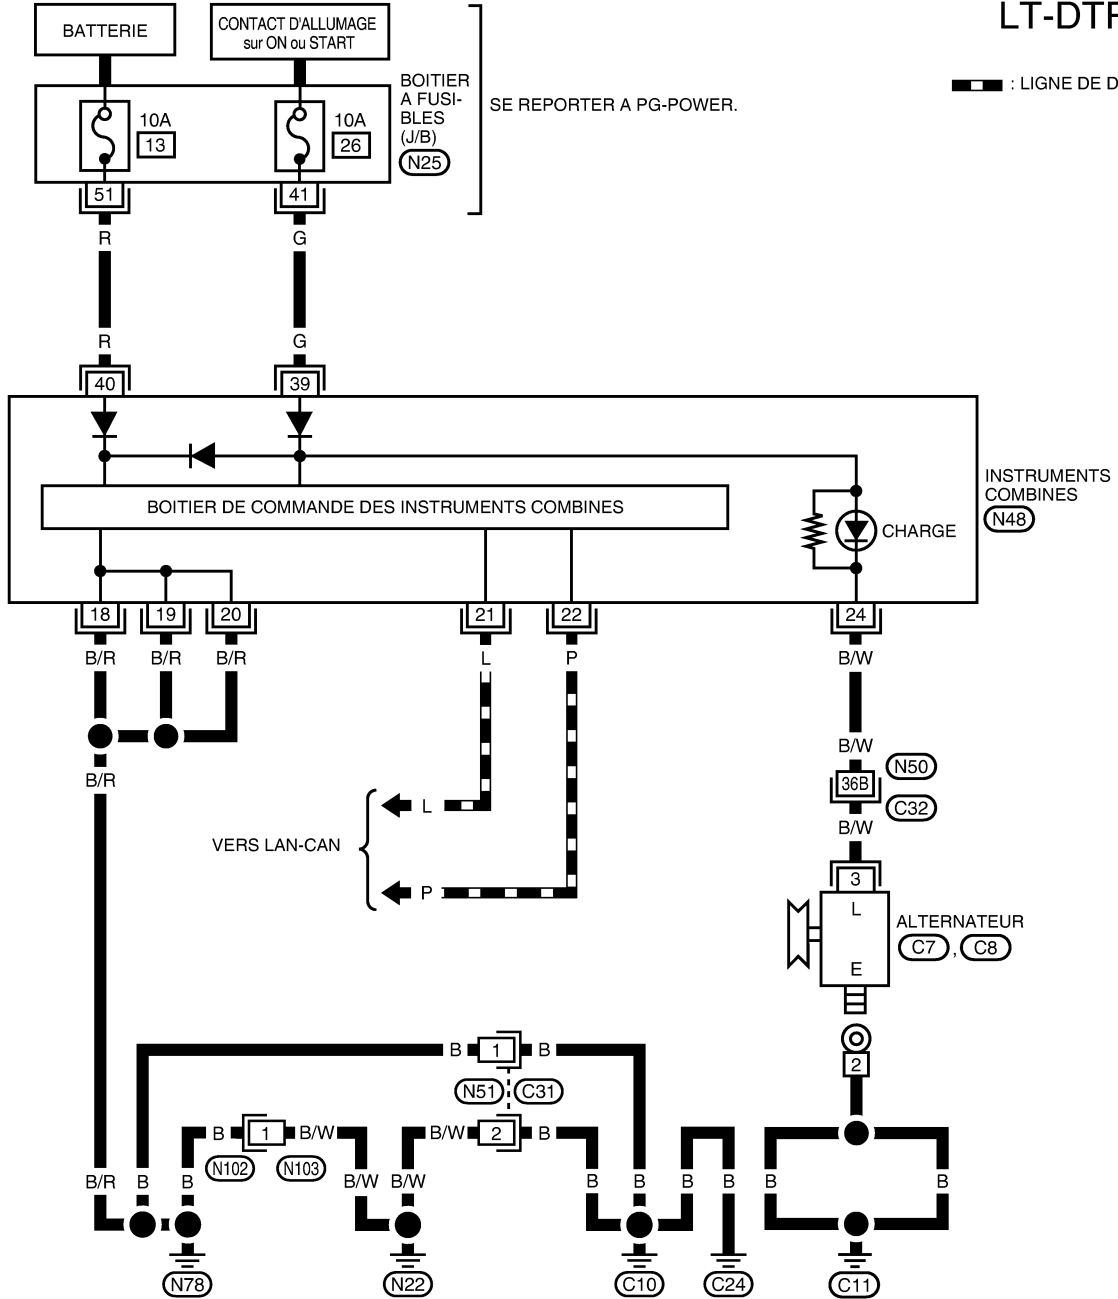 LT-DTR
BATTERIE
CONTACT D'ALLUMAGE
sur ON ou START
: LIGNE DE D
BOITIER
A FUSI-
BLES
(J/B)
N25
SE REPORTER A PG-POWER.
10A
13
10A
26
51
41
R
G
R
G
40
39
BOITIER DE COMMANDE DES INSTRUMENTS COMBINES
INSTRUMENTS
COMBINES
N48
CHARGE
18
19
20
21
22
24
B/R
B/R
B/R
L
P
B/W
B/W
N50
36B
C32
B/R
L
B/W
VERS LAN-CAN
P
3
L
ALTERNATEUR
C7 , C8
E
2
B
1
B
N51
C31
B
1
B/W
B/W
2
B
N102
N103
B/R
B
B
B/W
B/W
B
B
B
B
B
B
N78
N22
C10
C24
C11